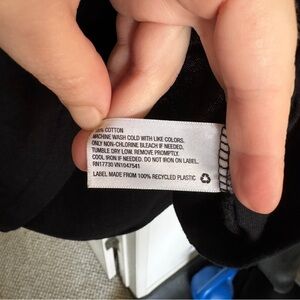 % COTTON
MACHINE WASH COLD WITH LIKE COLORS.
ONLY NON-CHLORINE BLEACH IF NEEDED.
TUMBLE DRY LOW. REMOVE PROMPTLY.
COOL IRON IF NEEDED. DO NOT IRON ON LABEL.
RN17730 VN1047541
LABEL MADE FROM 100% RECYCLED PLASTIC